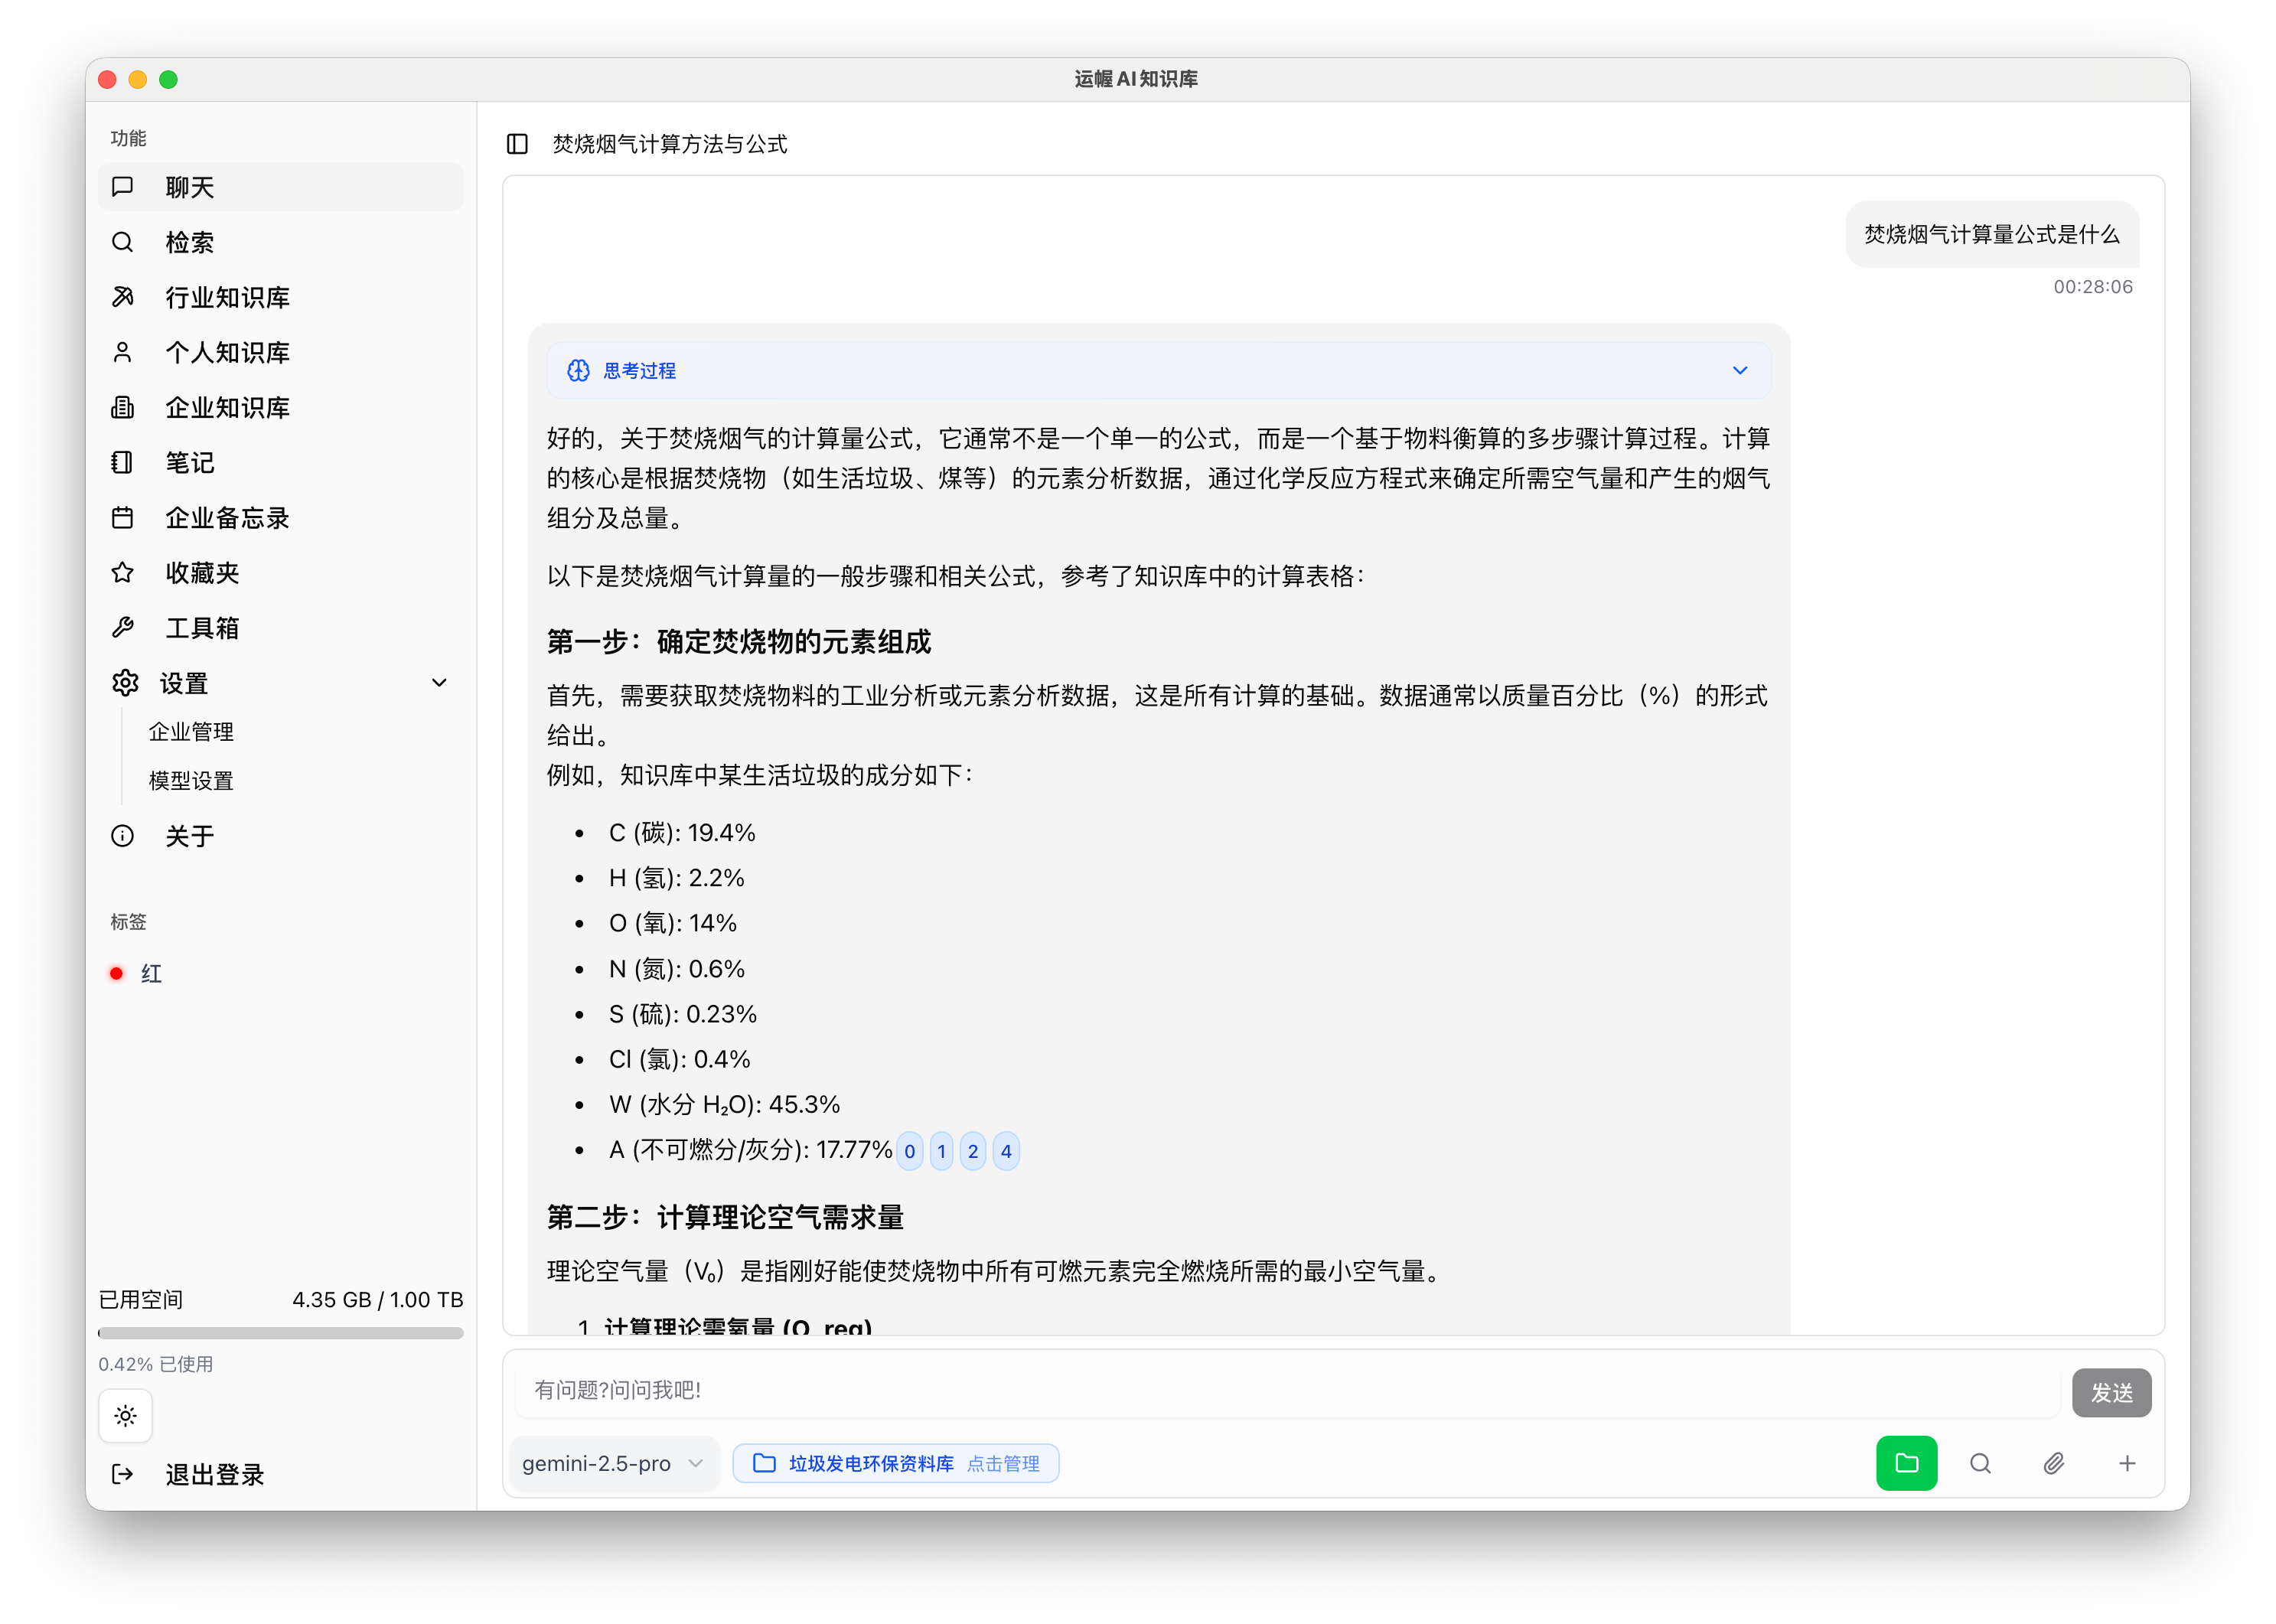 运幄AI知识库
功能
聊天
检索
行业知识库
个人知识库
企业知识库
笔记
企业备忘录
收藏夹
工具箱
设置
企业管理
模型设置
关于
标签
红
已用空间 4.35 GB / 1.00 TB
0.42% 已使用
退出登录
焚烧烟气计算方法与公式
焚烧烟气计算量公式是什么
00:28:06
思考过程
好的，关于焚烧烟气的计算量公式，它通常不是一个单一的公式，而是一个基于物料衡算的多步骤计算过程。计算
的核心是根据焚烧物（如生活垃圾、煤等）的元素分析数据，通过化学反应方程式来确定所需空气量和产生的烟气
组分及总量。
以下是焚烧烟气计算量的一般步骤和相关公式，参考了知识库中的计算表格：
第一步：确定焚烧物的元素组成
首先，需要获取焚烧物料的工业分析或元素分析数据，这是所有计算的基础。数据通常以质量百分比（%）的形式
给出。
例如，知识库中某生活垃圾的成分如下：
• C (碳): 19.4%
• H (氢): 2.2%
• O (氧): 14%
• N (氮): 0.6%
• S (硫): 0.23%
• Cl (氯): 0.4%
• W (水分 H₂O): 45.3%
• A (不可燃分/灰分): 17.77% 0 1 2 4
第二步：计算理论空气需求量
理论空气量（V₀）是指刚好能使焚烧物中所有可燃元素完全燃烧所需的最小空气量。
1. 计算理论需氧量 (O_req)
有问题?问问我吧!
发送
gemini-2.5-pro
垃圾发电环保资料库 点击管理